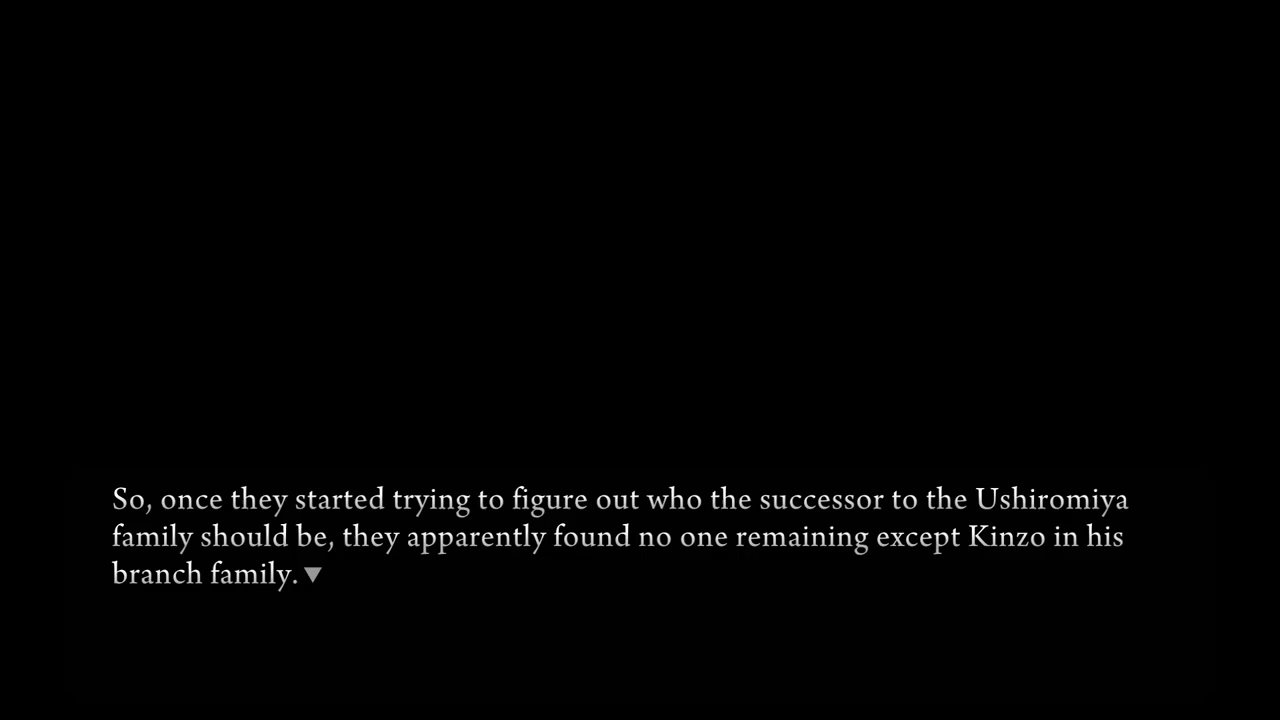 So, once they started trying to figure out who the successor to the Ushiromiya
family should be, they apparently found no one remaining except Kinzo in his
branch family.